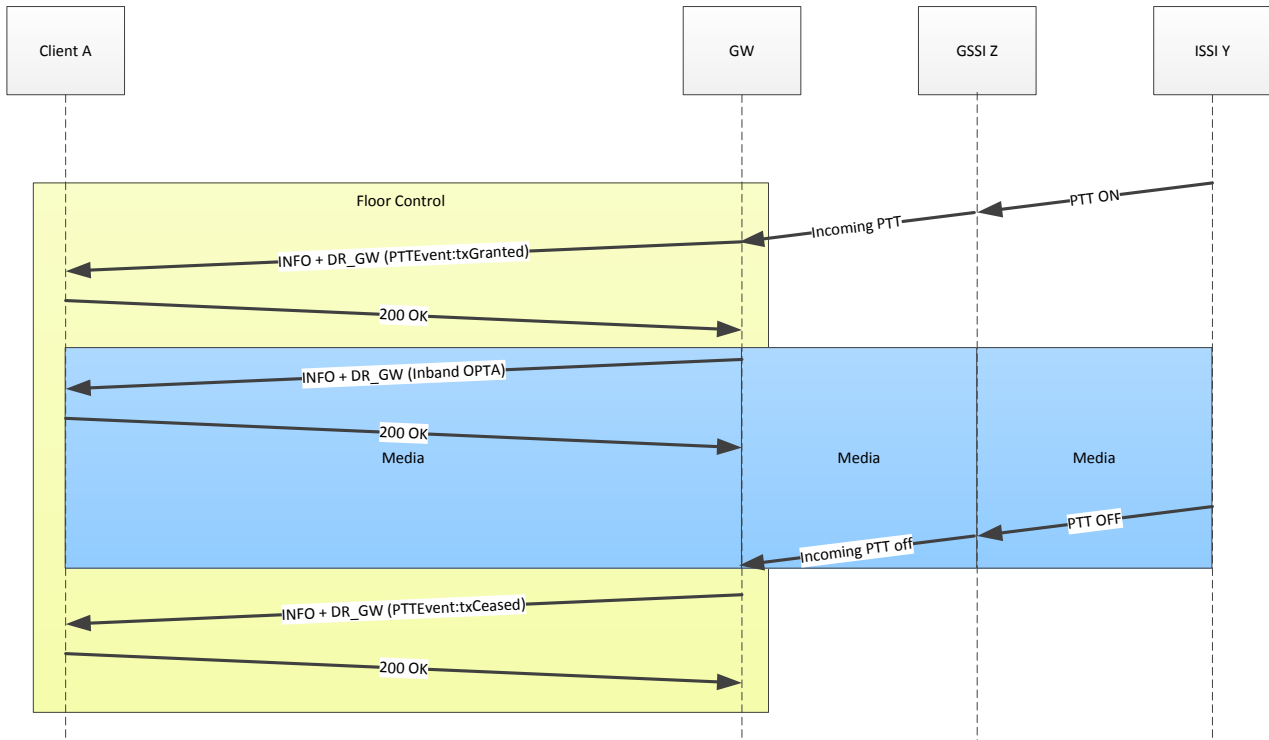 Client A
GW
GSSI Z
ISSI Y
Floor Control
PTT ON
Incoming PTT
INFO + DR_GW (PTTEvent:txGranted)
200 OK
INFO + DR_GW (Inband OPTA)
200 OK
Media
Media
Media
PTT OFF
Incoming PTT off
INFO + DR_GW (PTTEvent:txCeased)
200 OK